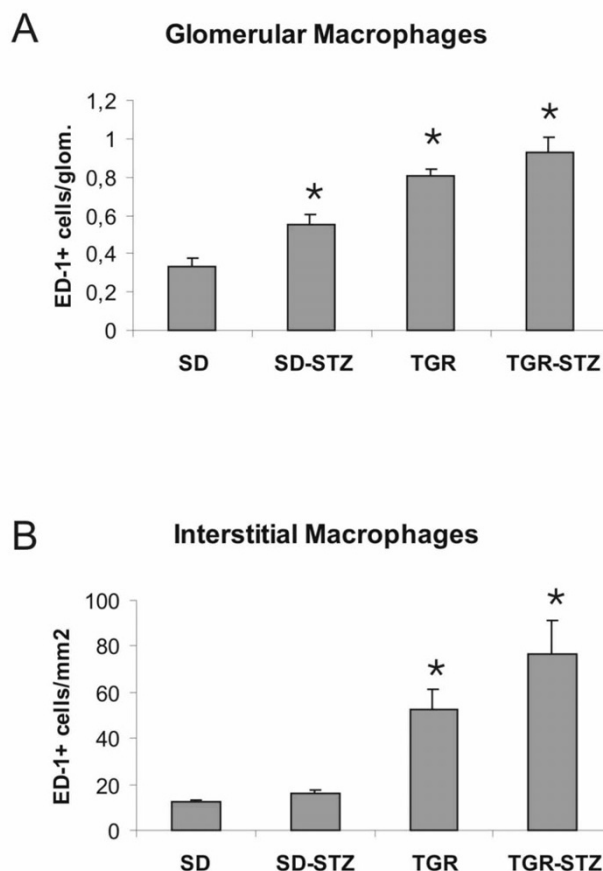 A
Glomerular Macrophages
ED-1+ cells/glom.
1,2
1
0,8
0,6
0,4
0,2
0
*
*
*
SD SD-STZ TGR TGR-STZ
B
Interstitial Macrophages
ED-1+ cells/mm2
100
80
60
40
20
0
*
*
SD SD-STZ TGR TGR-STZ